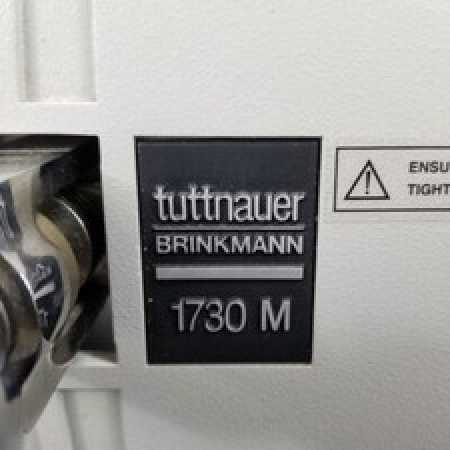 tuttnauer
BRINKMANN
1730 M
ENSU
TIGHT